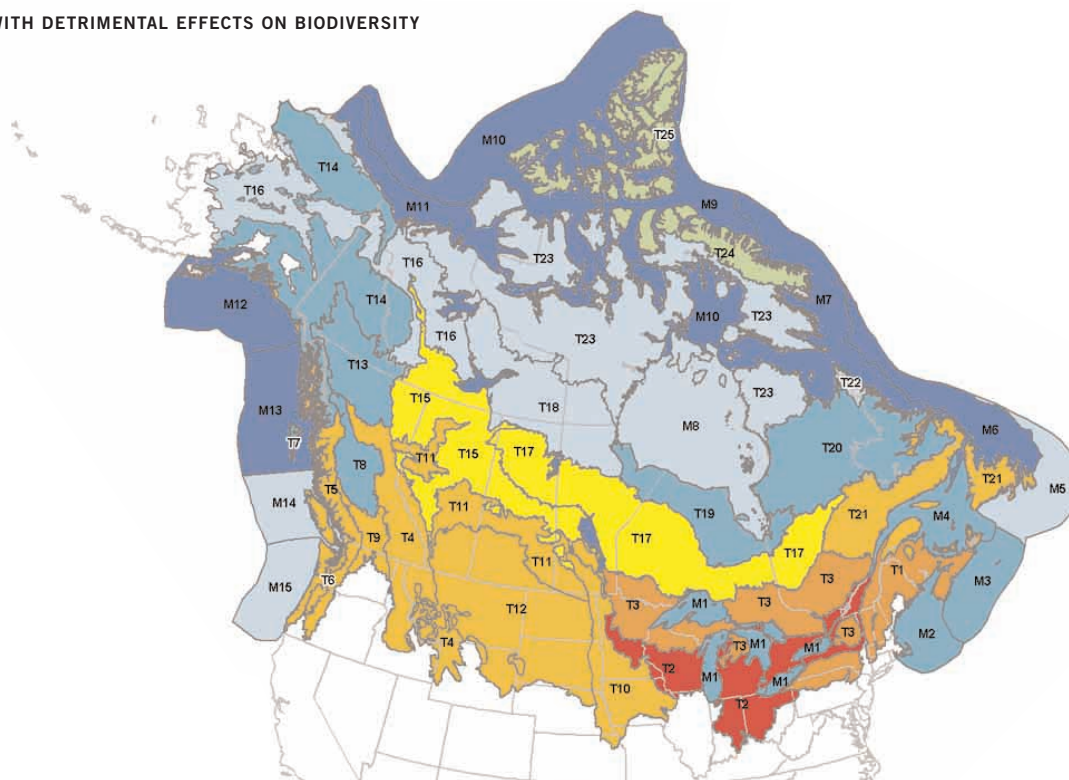 WITH DETRIMENTAL EFFECTS ON BIODIVERSITY
M10
T25
T14
T16
M11
M9
T24
T16
T23
M12
T14
M10
T23
M7
T16
T23
T13
T23
T22
T15
T18
M13
M8
M6
T7
T20
T11
T15
T17
T21
M5
T8
M14
T5
T11
T19
M4
T21
T9
T4
T11
T17
T17
T1
M15
T6
T3
M1
T3
T3
M3
T12
T3
M2
T4
T3
M1
M1
T2
M1
M1
T10
T2